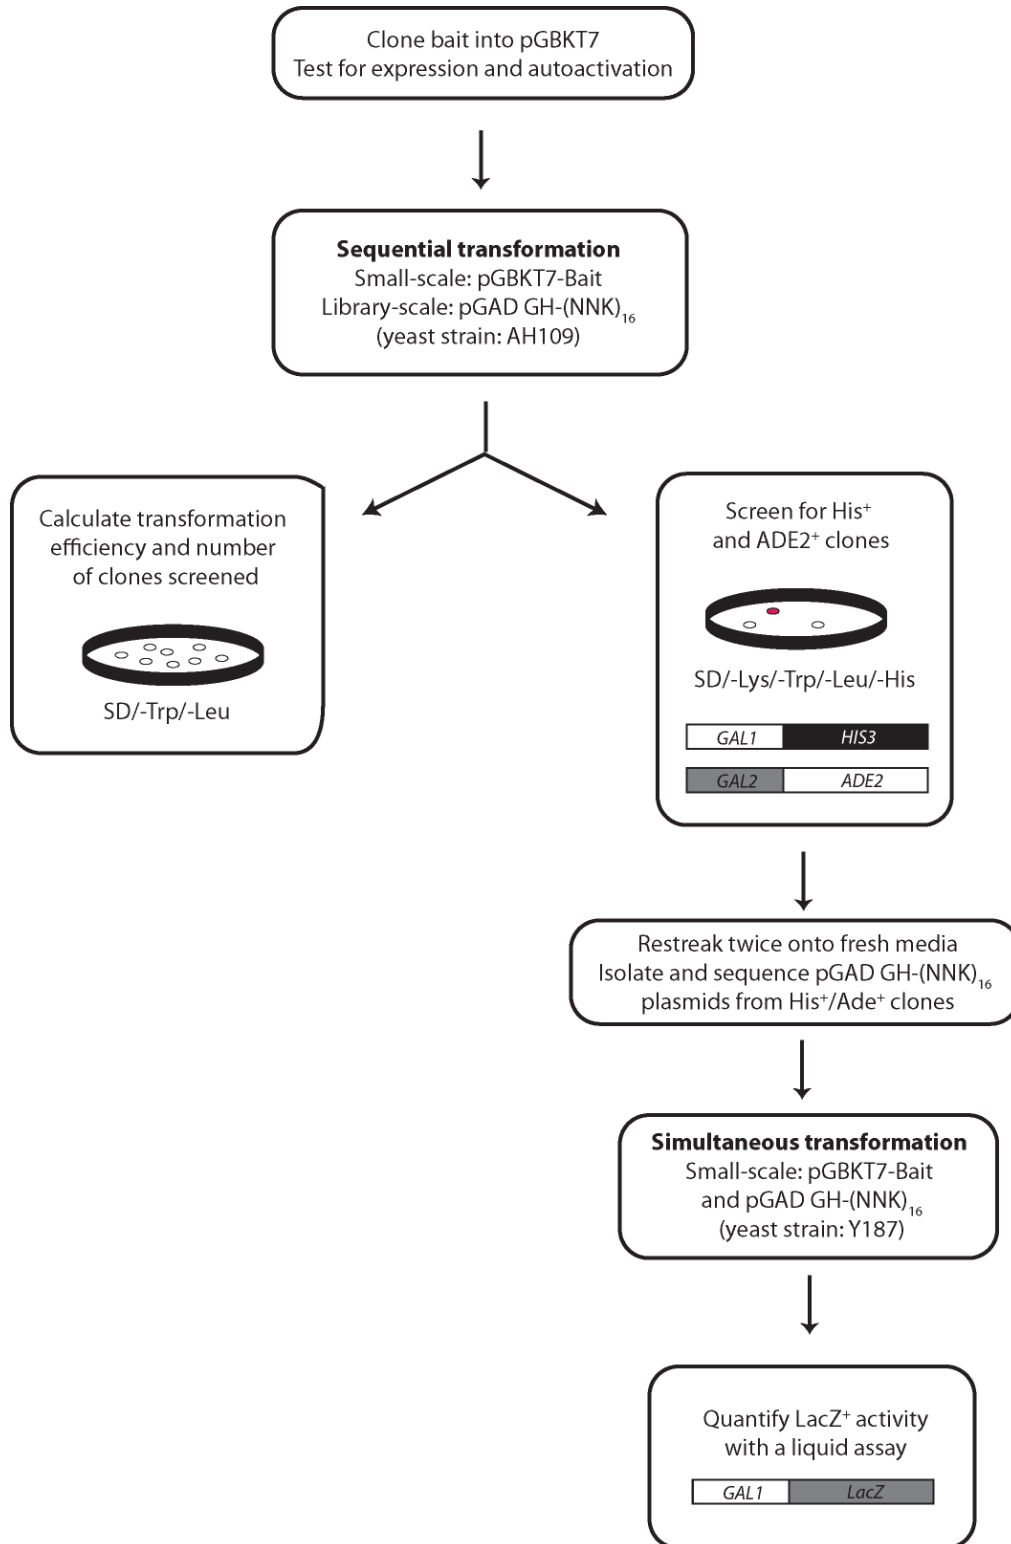 Clone bait into pGBKT7
Test for expression and autoactivation
Sequential transformation
Small-scale: pGBKT7-Bait
Library-scale: pGAD GH-(NNK)16
(yeast strain: AH109)
Calculate transformation
efficiency and number
of clones screened
SD/-Trp/-Leu
Screen for His+
and ADE2+ clones
SD/-Lys/-Trp/-Leu/-His
GAL1 HIS3
GAL2 ADE2
Restreak twice onto fresh media
Isolate and sequence pGAD GH-(NNK)16
plasmids from His+/Ade+ clones
Simultaneous transformation
Small-scale: pGBKT7-Bait
and pGAD GH-(NNK)16
(yeast strain: Y187)
Quantify LacZ+ activity
with a liquid assay
GAL1 LacZ